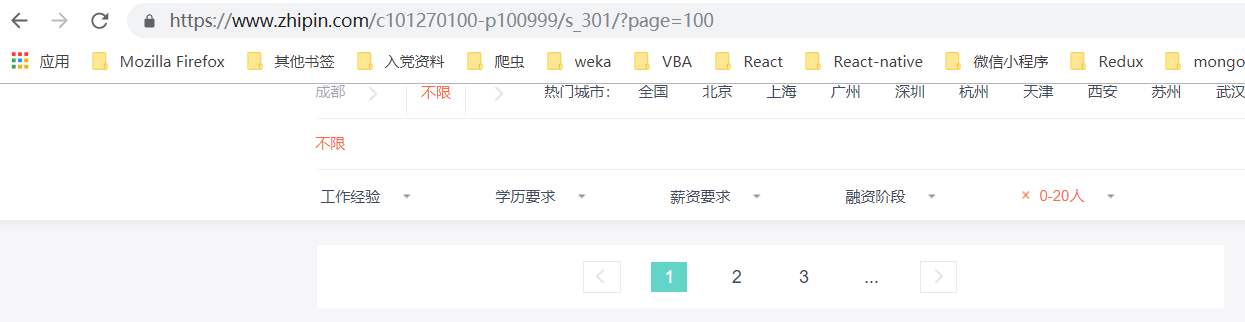 https://www.zhipin.com/c101270100-p100999/s_301/?page=100
应用 Mozilla Firefox 其他书签 入党资料 爬虫 weka VBA React React-native 微信小程序 Redux mongo
成都 不限 热门城市： 全国 北京 上海 广州 深圳 杭州 天津 西安 苏州 武汉
不限
工作经验 学历要求 薪资要求 融资阶段 × 0-20人
1 2 3 ...